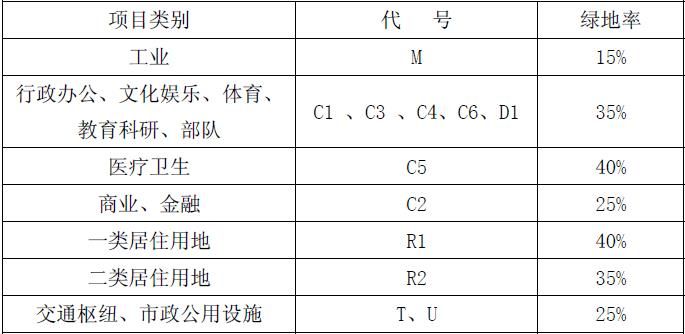 项目类别 代 号 绿地率
工业 M 15%
行政办公、文化娱乐、体育、
教育科研、部队 C1 、C3 、C4、C6、D1 35%
医疗卫生 C5 40%
商业、金融 C2 25%
一类居住用地 R1 40%
二类居住用地 R2 35%
交通枢纽、市政公用设施 T、U 25%